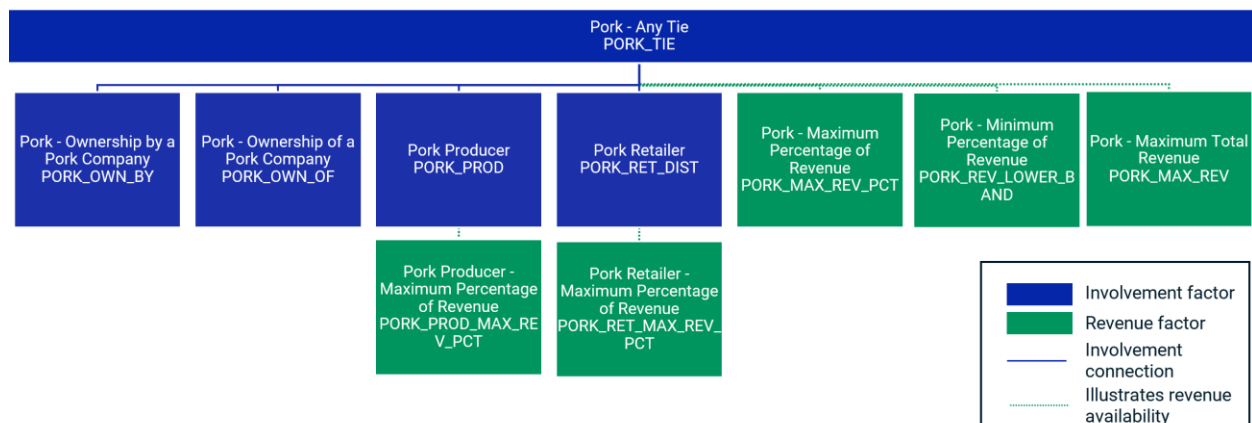 Pork - Any Tie
PORK_TIE
Pork - Ownership by a
Pork Company
PORK_OWN_BY
Pork - Ownership of a
Pork Company
PORK_OWN_OF
Pork Producer
PORK_PROD
Pork Retailer
PORK_RET_DIST
Pork - Maximum
Percentage of
Revenue
PORK_MAX_REV_PCT
Pork - Minimum
Percentage of
Revenue
PORK_REV_LOWER_B
AND
Pork - Maximum Total
Revenue
PORK_MAX_REV
Pork Producer -
Maximum Percentage
of Revenue
PORK_PROD_MAX_RE
V_PCT
Pork Retailer -
Maximum Percentage
of Revenue
PORK_RET_MAX_REV_
PCT
Involvement factor
Revenue factor
Involvement
connection
Illustrates revenue
availability